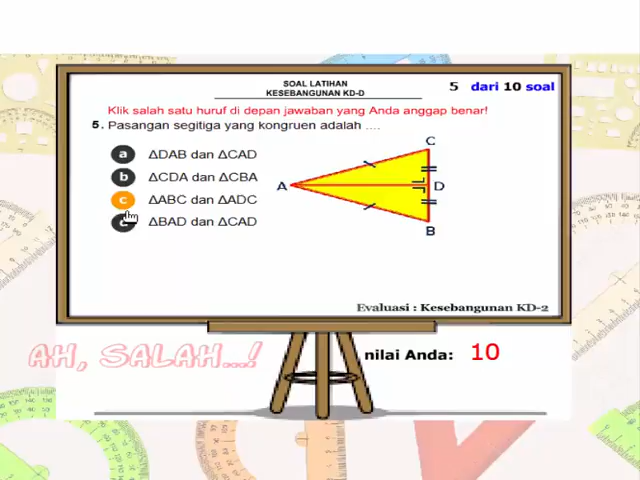 SOAL LATIHAN
KESEBANGUNAN KD-D
5 dari 10 soal
Klik salah satu huruf di depan jawaban yang Anda anggap benar!
5. Pasangan segitiga yang kongruen adalah ....
a ΔDAB dan ΔCAD
b ΔCDA dan ΔCBA
c ΔABC dan ΔADC
ΔBAD dan ΔCAD
C
A
D
B
Evaluasi : Kesebangunan KD-2
AH, SALAH...!
nilai Anda: 10